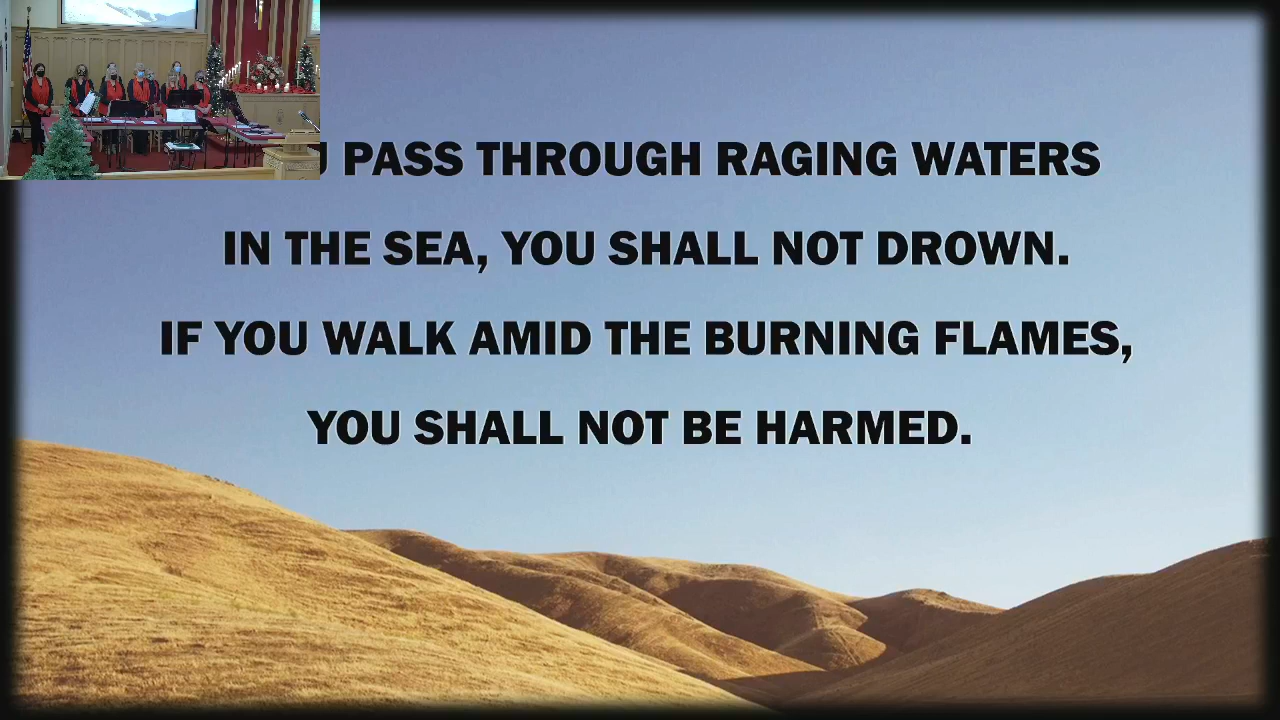 PASS THROUGH RAGING WATERS
IN THE SEA, YOU SHALL NOT DROWN.
IF YOU WALK AMID THE BURNING FLAMES,
YOU SHALL NOT BE HARMED.